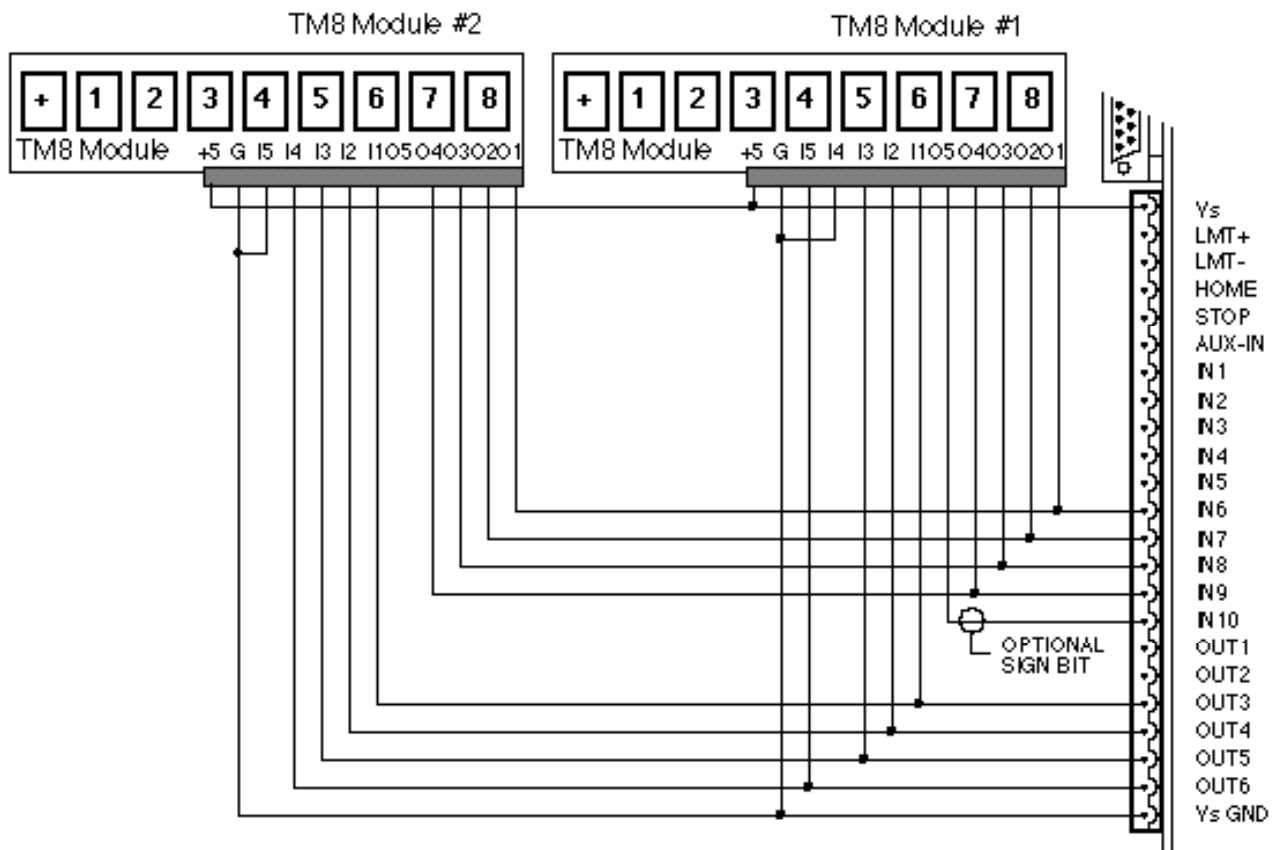 TM8 Module #2
TM8 Module #1
+ 1 2 3 4 5 6 7 8
TM8 Module +5 G I5 I4 I3 I2 I1 O5 O4 O3 O2 O1
+ 1 2 3 4 5 6 7 8
TM8 Module +5 G I5 I4 I3 I2 I1 O5 O4 O3 O2 O1
Vs
LMT+
LMT-
HOME
STOP
AUX-IN
IN1
IN2
IN3
IN4
IN5
IN6
IN7
IN8
IN9
IN10
OPTIONAL
SIGN BIT
OUT1
OUT2
OUT3
OUT4
OUT5
OUT6
Vs GND